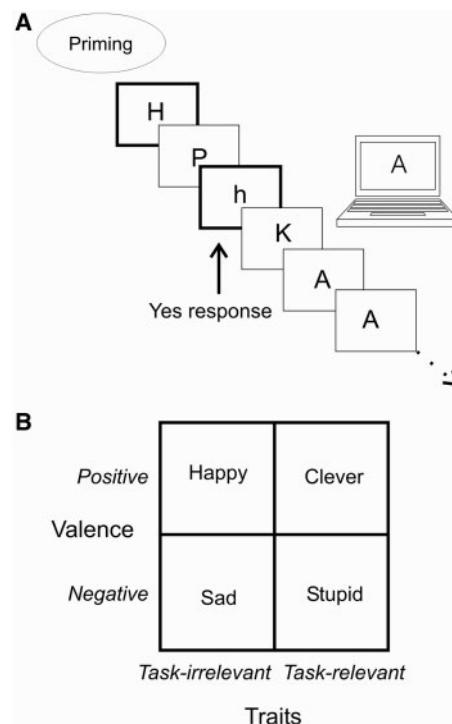 A
Priming
H
P
h
K
A
A
A
Yes response
B
Positive
Happy
Clever
Valence
Negative
Sad
Stupid
Task-irrelevant
Task-relevant
Traits